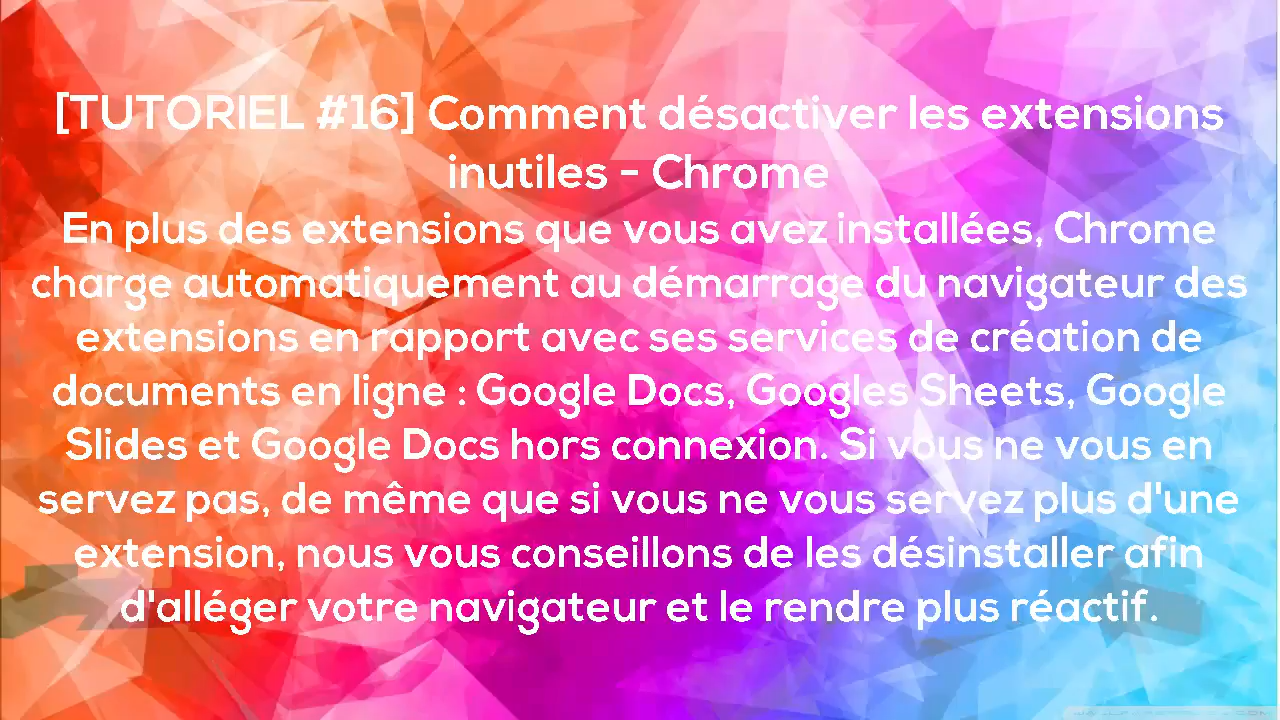 [TUTORIEL #16] Comment désactiver les extensions
inutiles - Chrome
En plus des extensions que vous avez installées, Chrome
charge automatiquement au démarrage du navigateur des
extensions en rapport avec ses services de création de
documents en ligne : Google Docs, Googles Sheets, Google
Slides et Google Docs hors connexion. Si vous ne vous en
servez pas, de même que si vous ne vous servez plus d'une
extension, nous vous conseillons de les désinstaller afin
d'alléger votre navigateur et le rendre plus réactif.